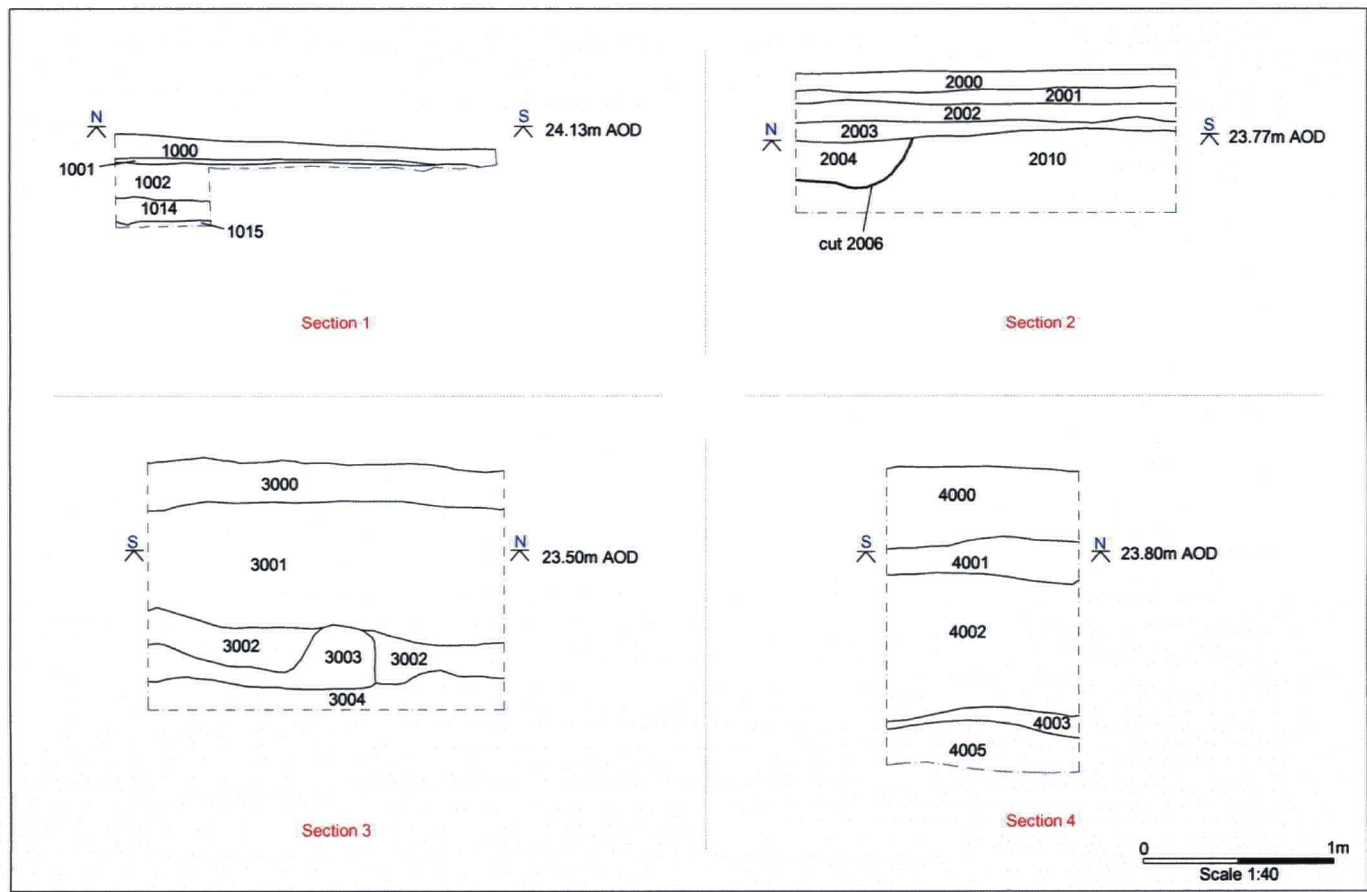 N
S
24.13m AOD
1000
1001
1002
1014
1015
Section 1
2000
2001
2002
N
2003
S
23.77m AOD
2004
2010
cut 2006
Section 2
3000
S
N
23.50m AOD
3001
3002
3003
3002
3004
Section 3
4000
S
N
23.80m AOD
4001
4002
4003
4005
Section 4
0
1m
Scale 1:40